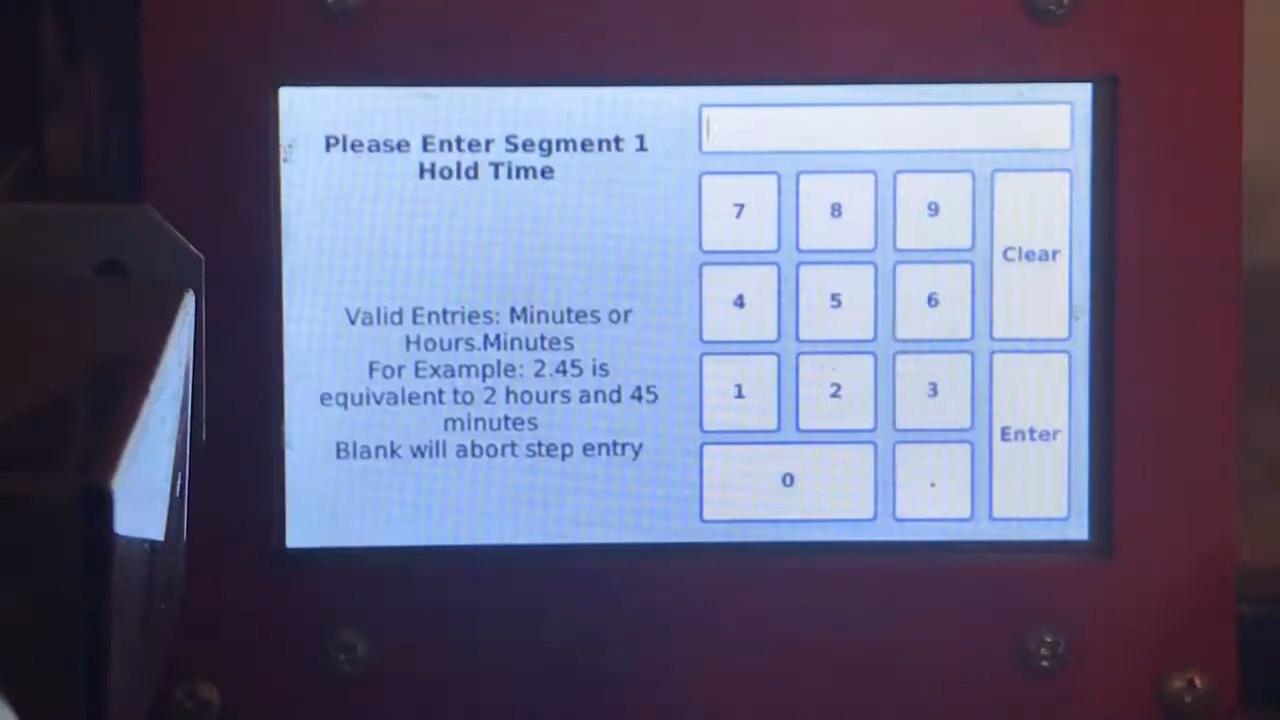 Please Enter Segment 1
Hold Time
Valid Entries: Minutes or
Hours.Minutes
For Example: 2.45 is
equivalent to 2 hours and 45
minutes
Blank will abort step entry
7 8 9 Clear
4 5 6
1 2 3 Enter
0 .